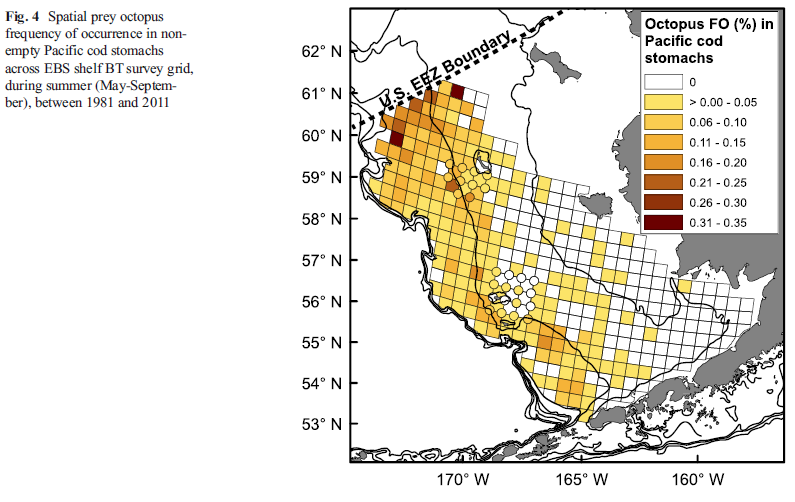 Fig. 4 Spatial prey octopus
frequency of occurrence in non-
empty Pacific cod stomachs
across EBS shelf BT survey grid,
during summer (May-Septem-
ber), between 1981 and 2011
Octopus FO (%) in
Pacific cod
stomachs
0
> 0.00 - 0.05
0.06 - 0.10
0.11 - 0.15
0.16 - 0.20
0.21 - 0.25
0.26 - 0.30
0.31 - 0.35
U.S. EEZ Boundary
62° N
61° N
60° N
59° N
58° N
57° N
56° N
55° N
54° N
53° N
170° W
165° W
160° W